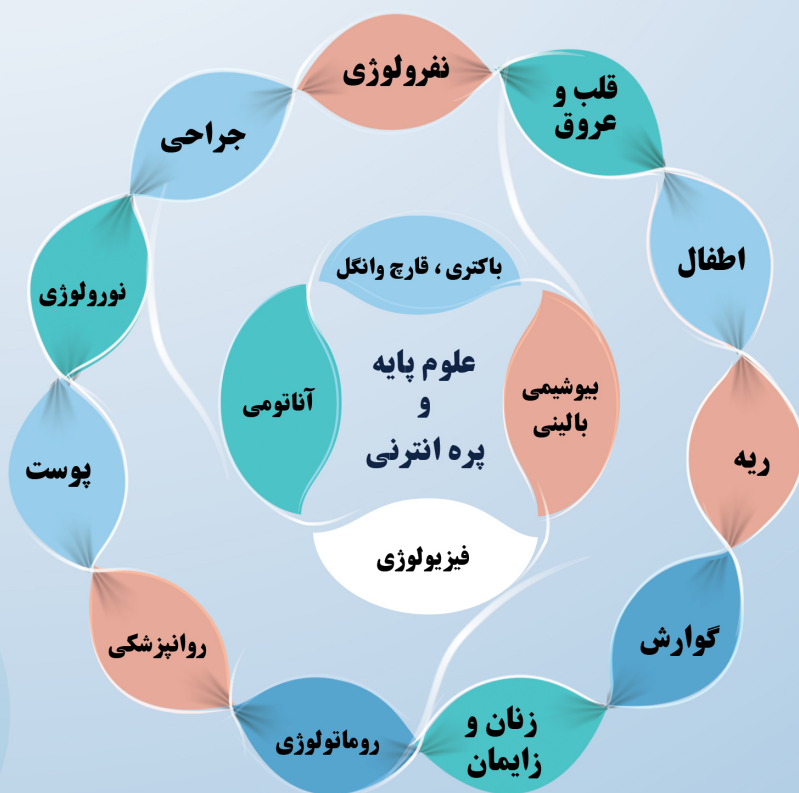 نفرولوژی
قلب و
عروق
اطفال
ریه
گوارش
زنان و
زایمان
روماتولوژی
روانپزشکی
پوست
نورولوژی
جراحی
باکتری ، قارچ وانگل
بیوشیمی
بالینی
فیزیولوژی
آناتومی
علوم پایه
و
پره انترنی